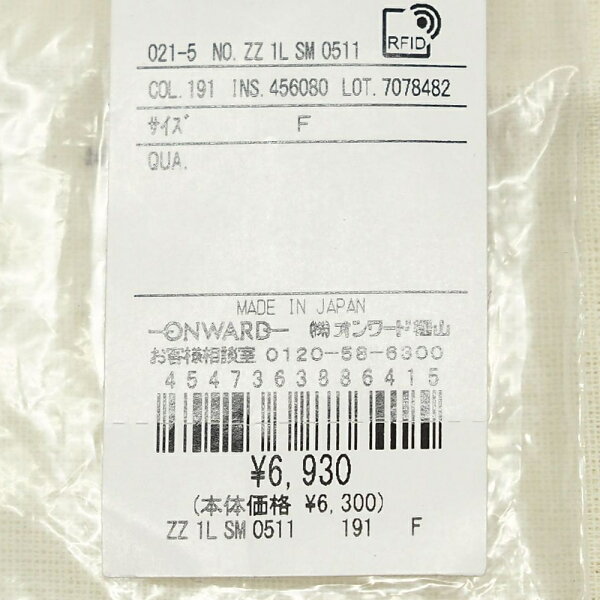 RFID
021-5 NO. ZZ 1L SM 0511
COL. 191 INS. 456080 LOT. 7078482
サイズ F
QUA.
MADE IN JAPAN
ONWARD ㈱オンワード樫山
お客様相談室 0120-58-6300
4547363886415
¥6,930
(本体価格 ¥6,300)
ZZ 1L SM 0511 191 F